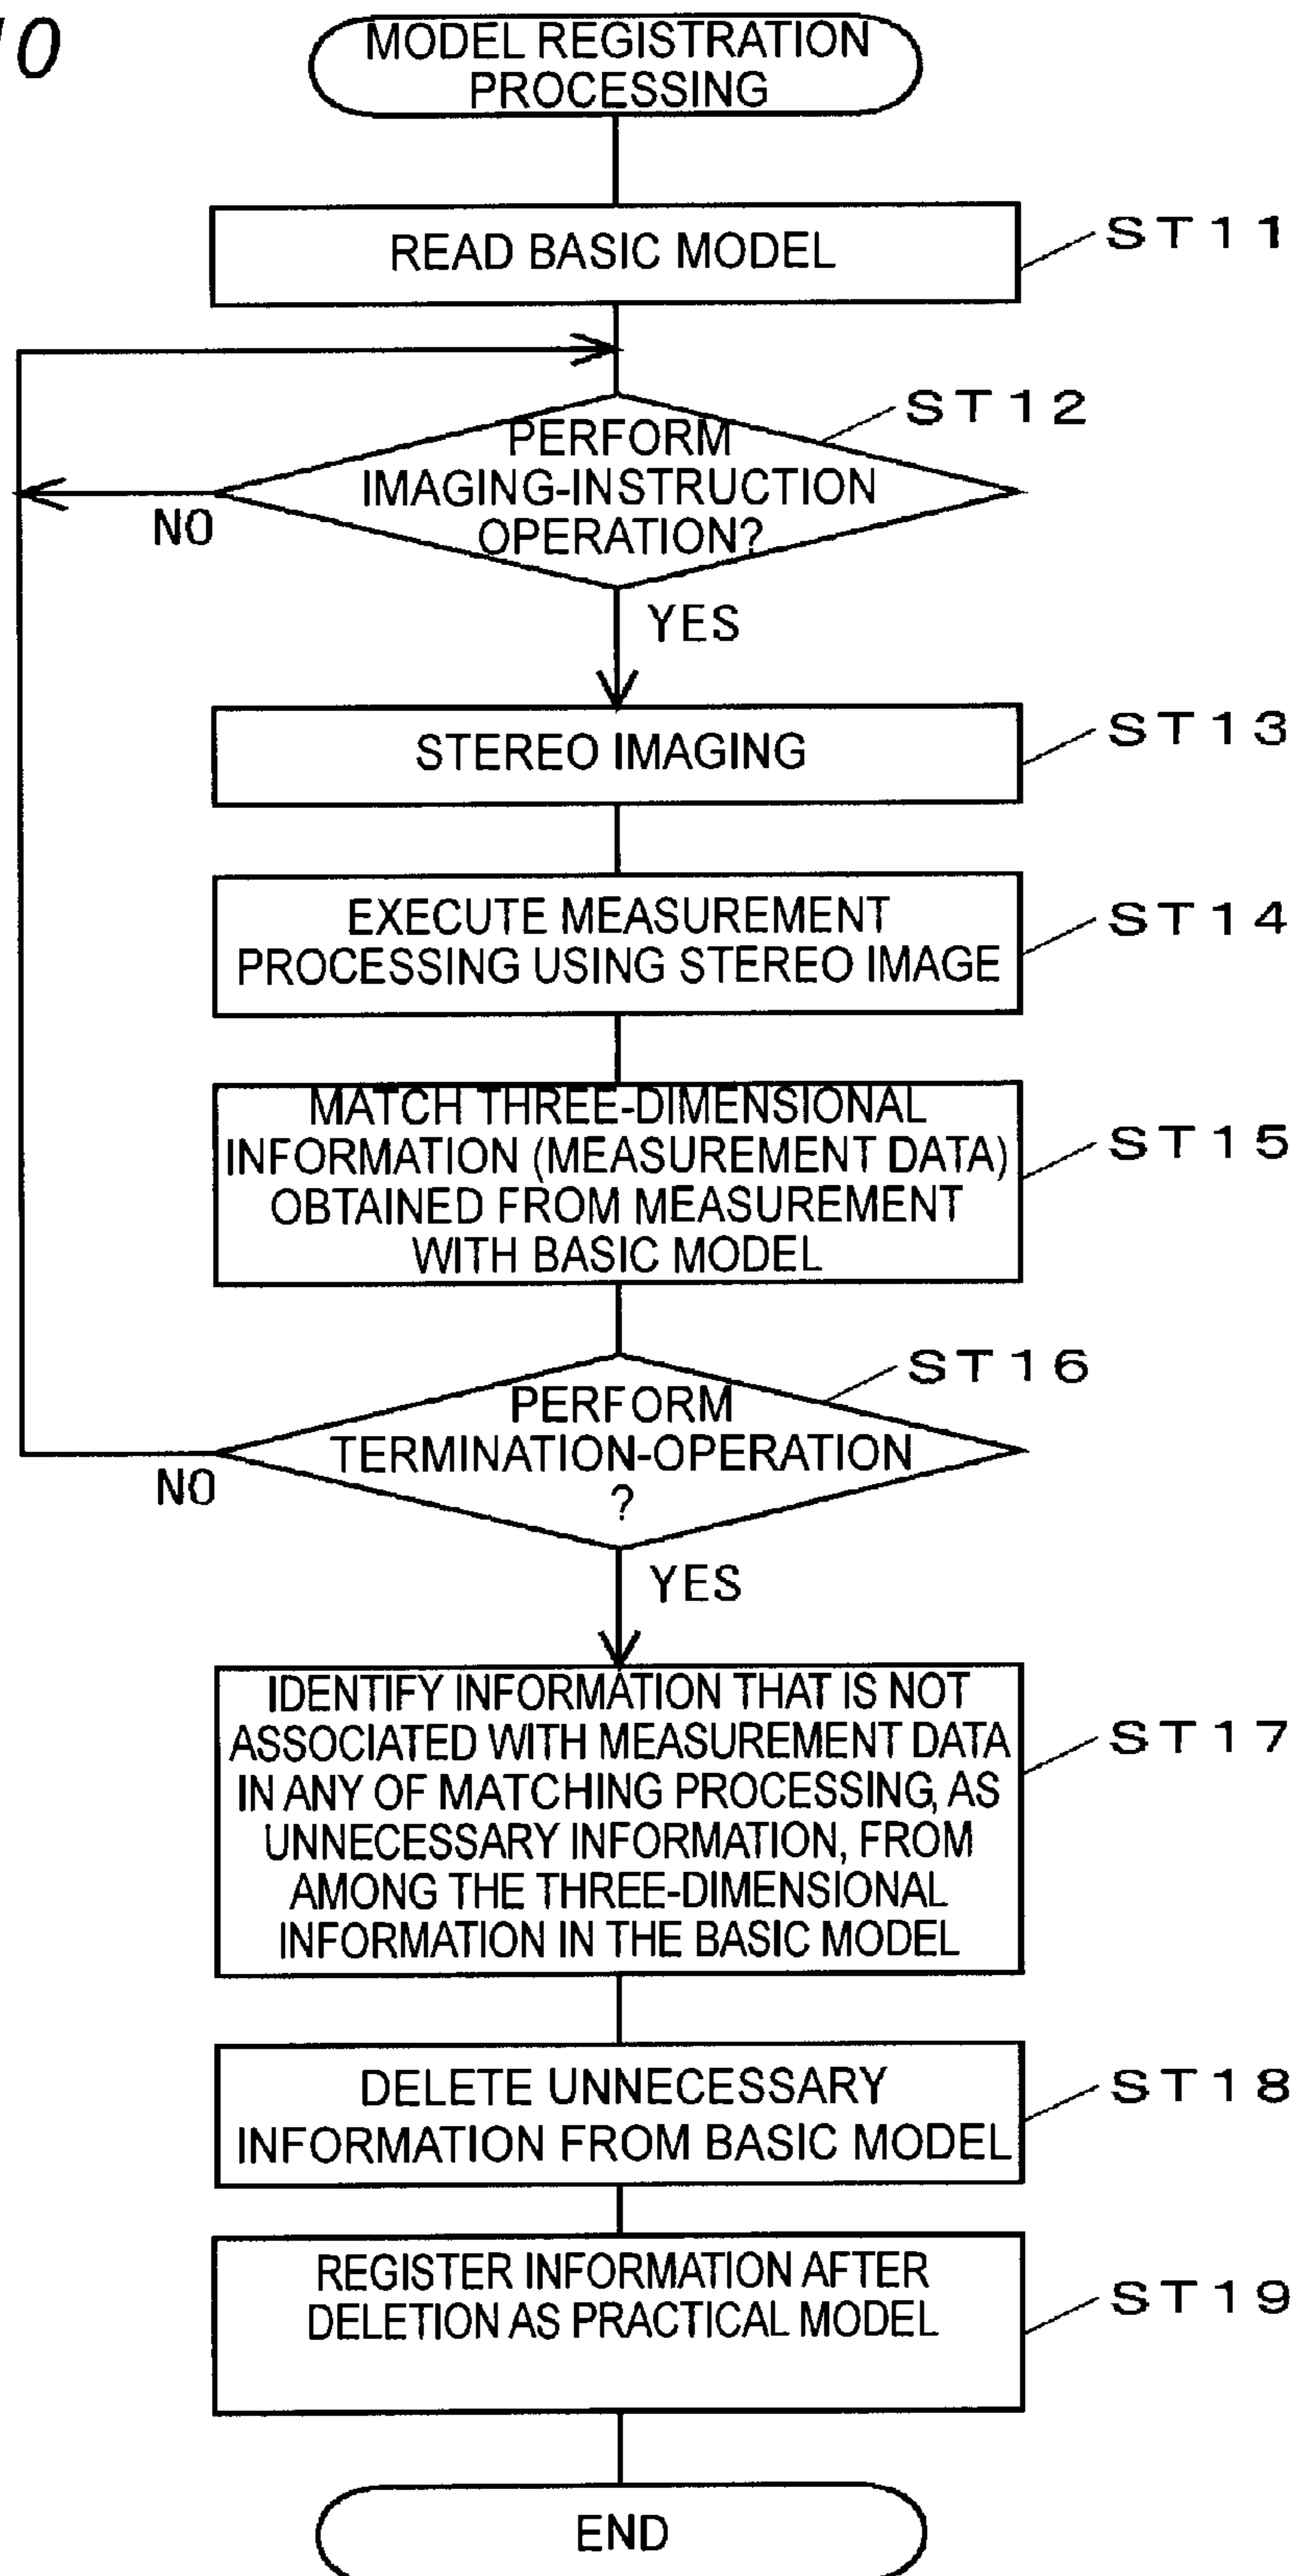 10
MODEL REGISTRATION
PROCESSING
READ BASIC MODEL
ST11
PERFORM
IMAGING-INSTRUCTION
OPERATION?
ST12
NO
YES
STEREO IMAGING
ST13
EXECUTE MEASUREMENT
PROCESSING USING STEREO IMAGE
ST14
MATCH THREE-DIMENSIONAL
INFORMATION (MEASUREMENT DATA)
OBTAINED FROM MEASUREMENT
WITH BASIC MODEL
ST15
PERFORM
TERMINATION-OPERATION
?
ST16
NO
YES
IDENTIFY INFORMATION THAT IS NOT
ASSOCIATED WITH MEASUREMENT DATA
IN ANY OF MATCHING PROCESSING, AS
UNNECESSARY INFORMATION, FROM
AMONG THE THREE-DIMENSIONAL
INFORMATION IN THE BASIC MODEL
ST17
DELETE UNNECESSARY
INFORMATION FROM BASIC MODEL
ST18
REGISTER INFORMATION AFTER
DELETION AS PRACTICAL MODEL
ST19
END